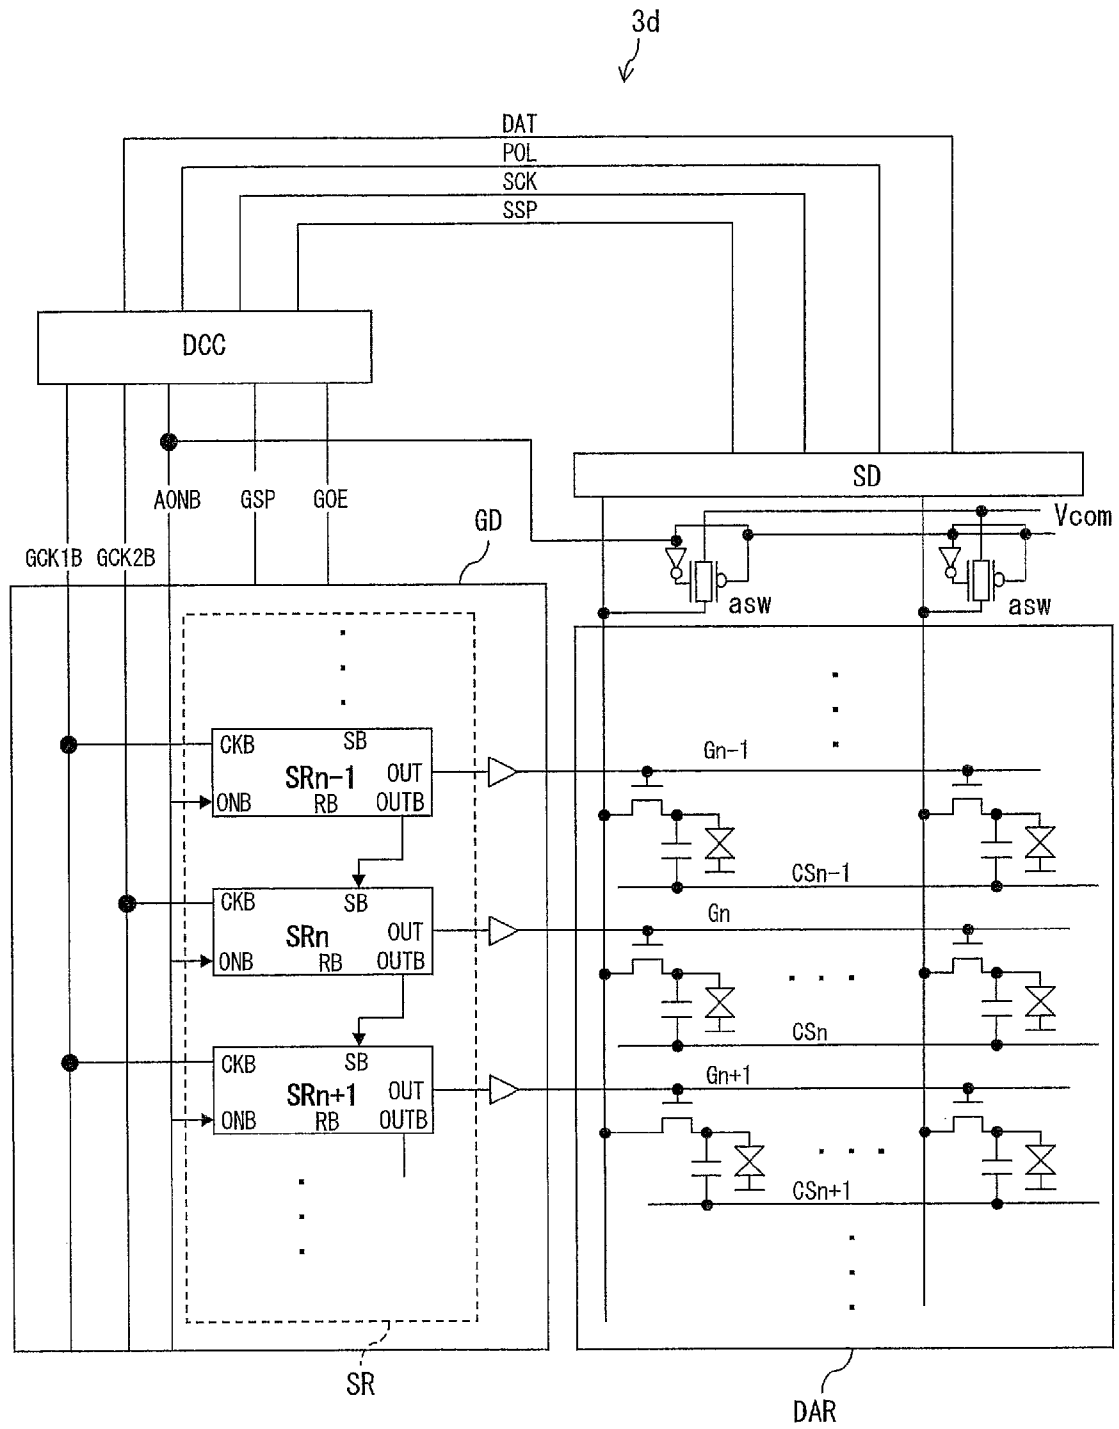 3d
DAT
POL
SCK
SSP
DCC
SD
AONB GSP GOE
GD
Vcom
GCK1B GCK2B
asw
asw
CKB SB
SRn-1
OUT
ONB RB OUTB
Gn-1
CSn-1
CKB SB
SRn
OUT
ONB RB OUTB
Gn
CSn
CKB SB
SRn+1
OUT
ONB RB OUTB
Gn+1
CSn+1
SR
DAR